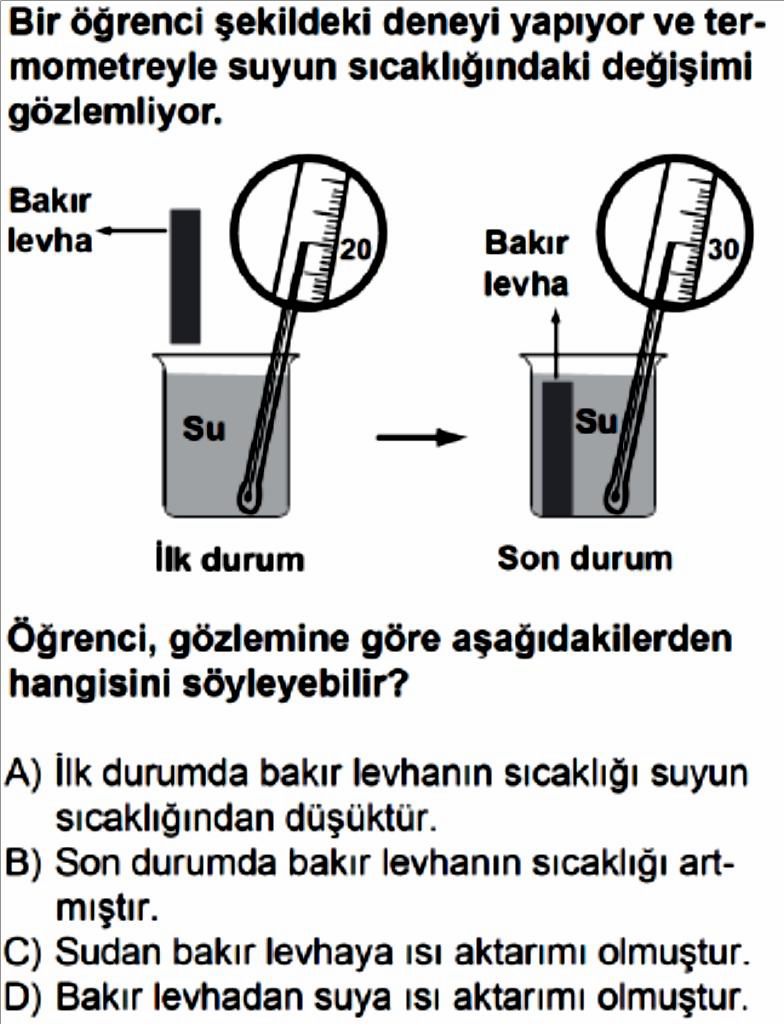 Bir öğrenci şekildeki deneyi yapıyor ve ter-
mometreyle suyun sıcaklığındaki değişimi
gözlemliyor.
Bakır
levha
20
Su
İlk durum
Bakır
levha
30
Su
Son durum
Öğrenci, gözlemine göre aşağıdakilerden
hangisini söyleyebilir?
A) İlk durumda bakır levhanın sıcaklığı suyun
sıcaklığından düşüktür.
B) Son durumda bakır levhanın sıcaklığı art-
mıştır.
C) Sudan bakır levhaya ısı aktarımı olmuştur.
D) Bakır levhadan suya ısı aktarımı olmuştur.